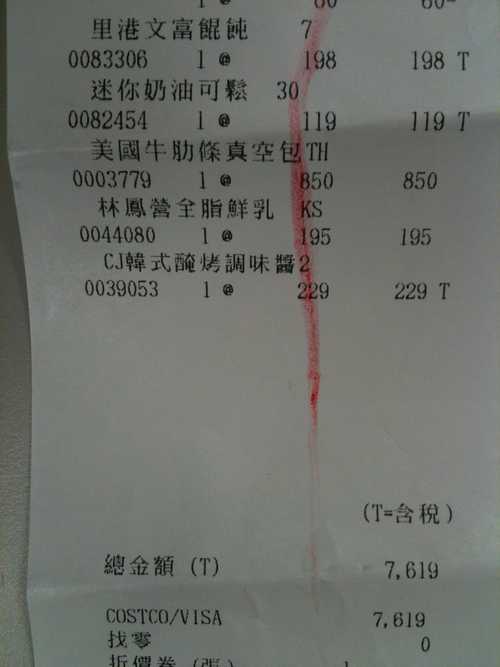 里港文富餛飩 7
0083306 1 @ 198 198 T
迷你奶油可鬆 30
0082454 1 @ 119 119 T
美國牛肋條真空包TH
0003779 1 @ 850 850
林鳳營全脂鮮乳 KS
0044080 1 @ 195 195
CJ韓式醃烤調味醬2
0039053 1 @ 229 229 T
(T=含稅)
總金額 (T) 7,619
COSTCO/VISA 7,619
找零 0
折價券 (張)